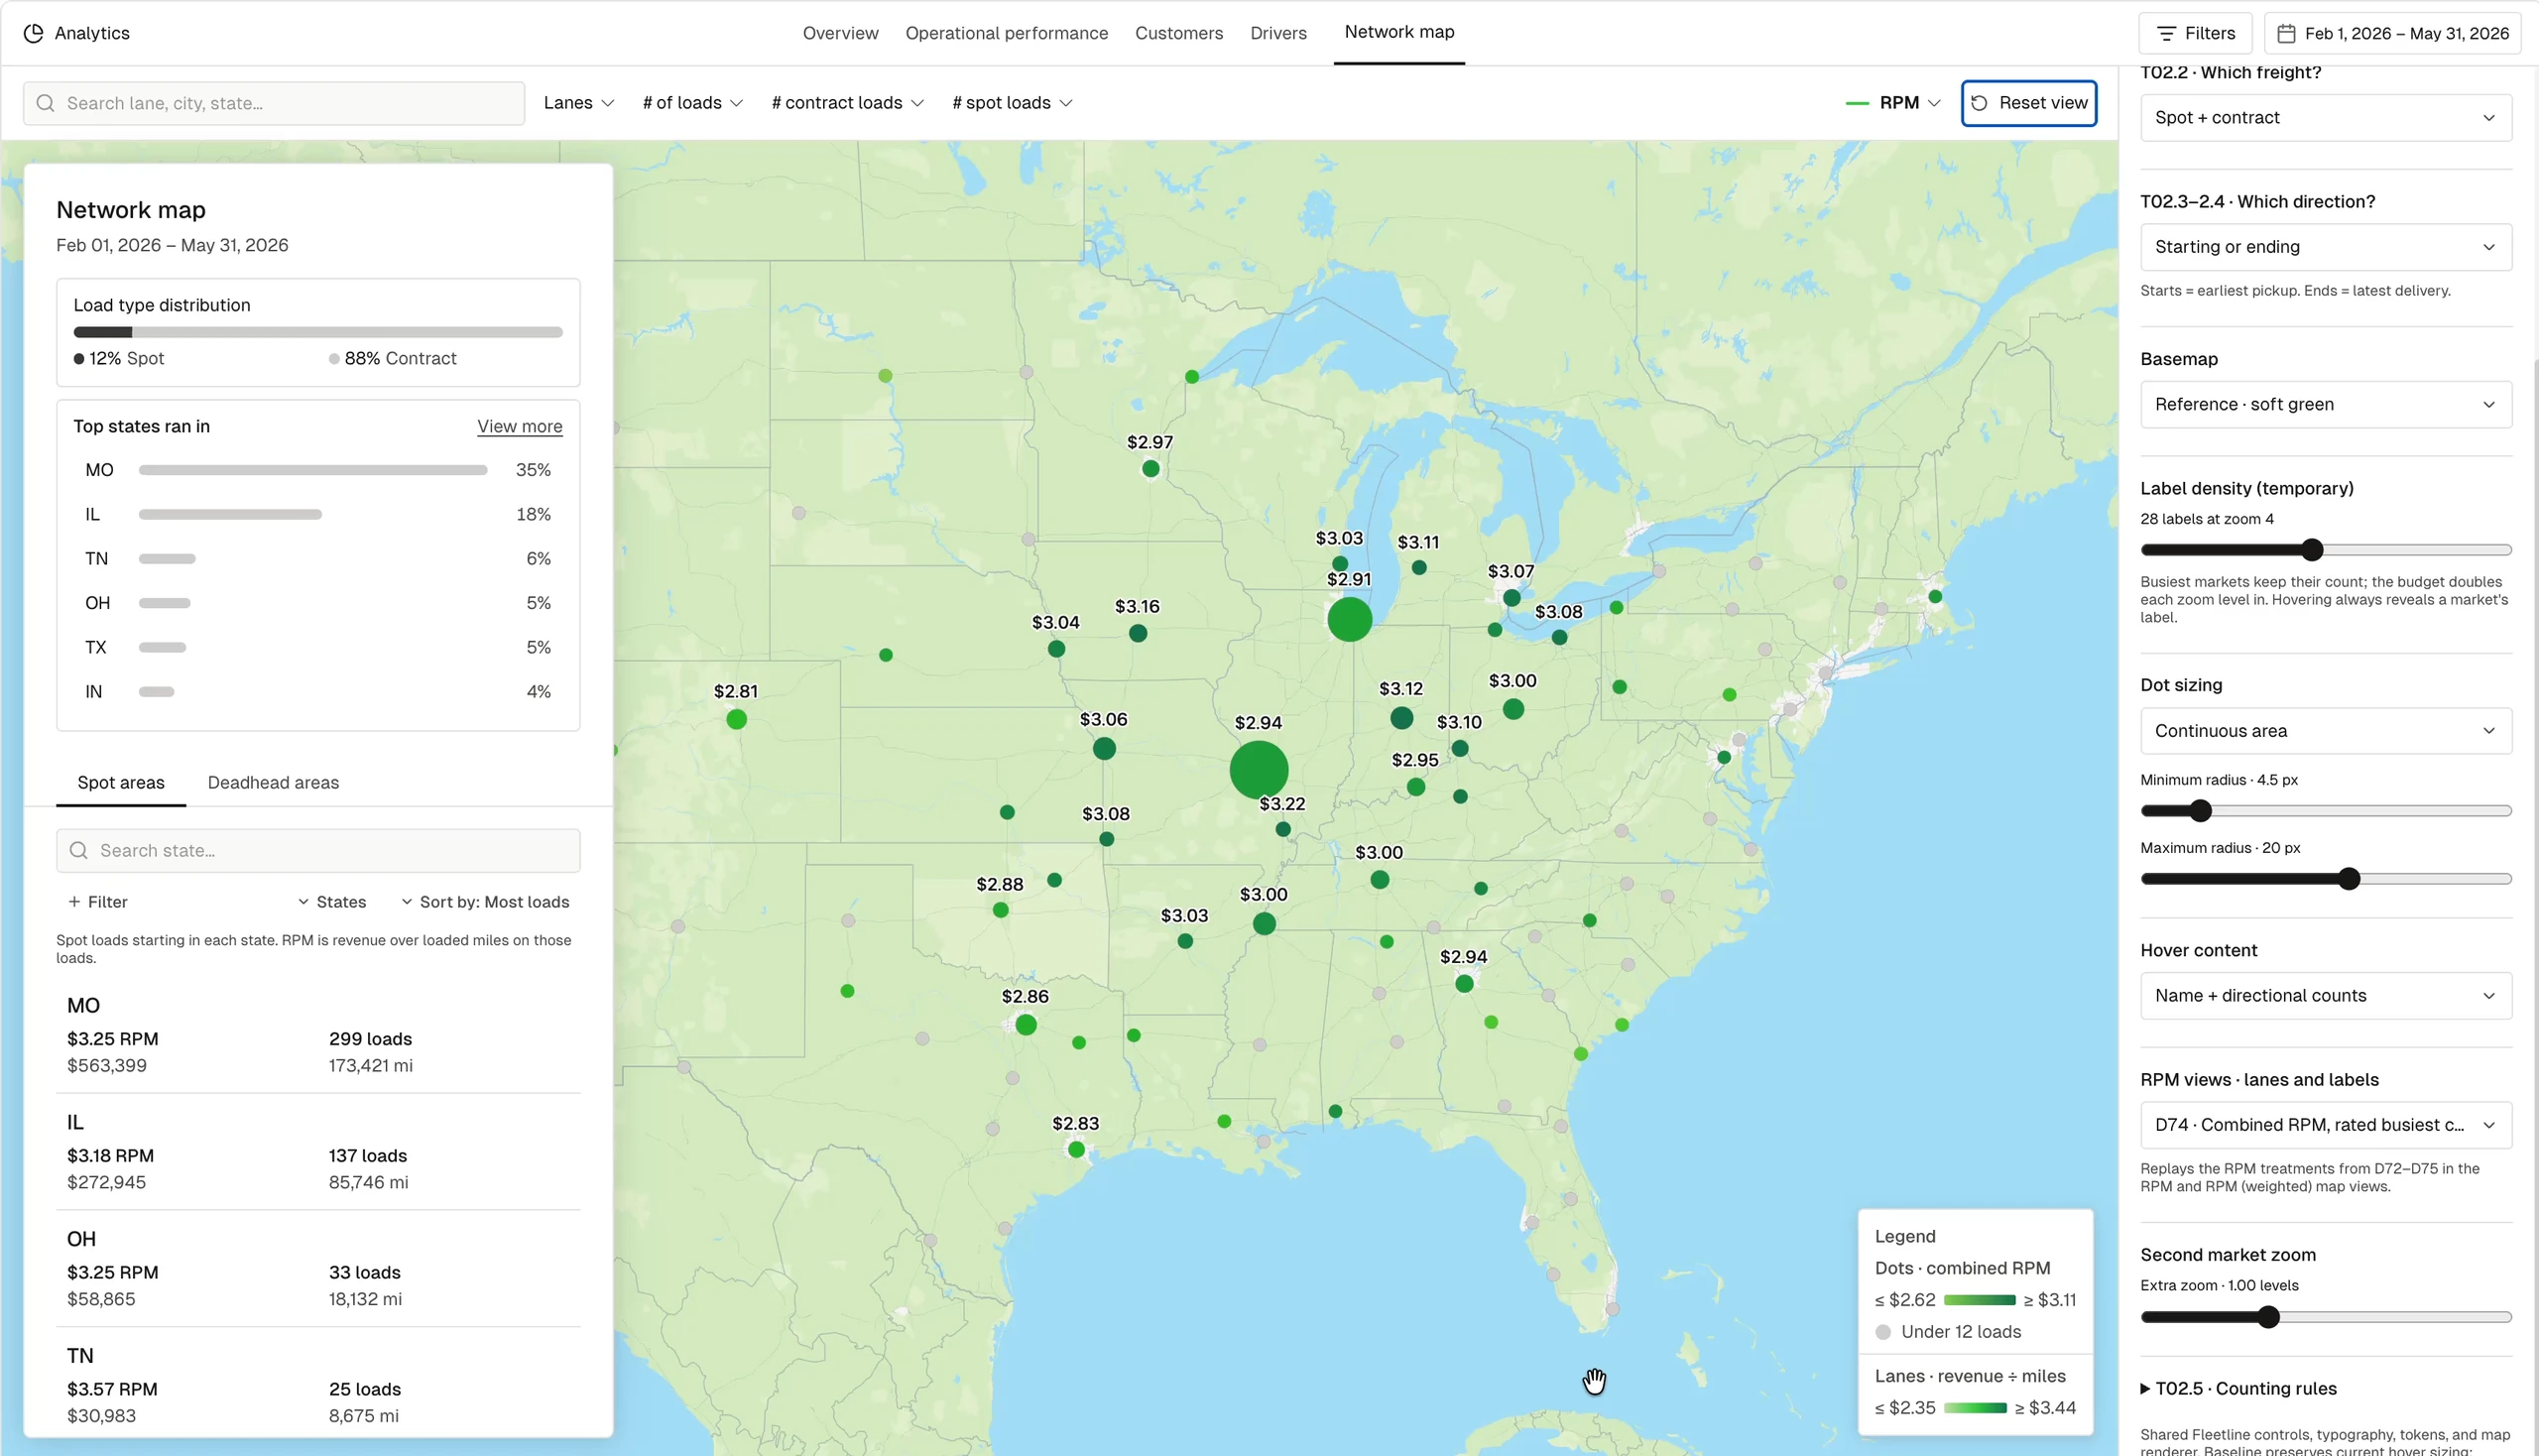 Analytics
Overview
Operational performance
Customers
Drivers
Network map
Filters
Feb 1, 2026 – May 31, 2026
Search lane, city, state...
Lanes
# of loads
# contract loads
# spot loads
RPM
Reset view
Network map
Feb 01, 2026 – May 31, 2026
Load type distribution
12% Spot
88% Contract
Top states ran in
View more
MO 35%
IL 18%
TN 6%
OH 5%
TX 5%
IN 4%
Spot areas
Deadhead areas
Search state...
+ Filter
States
Sort by: Most loads
Spot loads starting in each state. RPM is revenue over loaded miles on those
loads.
MO
$3.25 RPM 299 loads
$563,399 173,421 mi
IL
$3.18 RPM 137 loads
$272,945 85,746 mi
OH
$3.25 RPM 33 loads
$58,865 18,132 mi
TN
$3.57 RPM 25 loads
$30,983 8,675 mi
$2.97
$3.03
$3.11
$2.91
$3.07
$3.16
$3.08
$3.04
$3.00
$2.81
$3.12
$3.06
$2.94
$3.10
$2.95
$3.22
$3.08
$3.00
$2.88
$3.00
$3.03
$2.94
$2.86
$2.83
Legend
Dots · combined RPM
≤ $2.62 ≥ $3.11
Under 12 loads
Lanes · revenue ÷ miles
≤ $2.35 ≥ $3.44
T02.2 · Which freight?
Spot + contract
T02.3–2.4 · Which direction?
Starting or ending
Starts = earliest pickup. Ends = latest delivery.
Basemap
Reference · soft green
Label density (temporary)
28 labels at zoom 4
Busiest markets keep their count; the budget doubles
each zoom level in. Hovering always reveals a market's
label.
Dot sizing
Continuous area
Minimum radius · 4.5 px
Maximum radius · 20 px
Hover content
Name + directional counts
RPM views · lanes and labels
D74 · Combined RPM, rated busiest c...
Replays the RPM treatments from D72–D75 in the
RPM and RPM (weighted) map views.
Second market zoom
Extra zoom · 1.00 levels
T02.5 · Counting rules
Shared Fleetline controls, typography, tokens, and map
renderer. Baseline preserves current hover sizing;